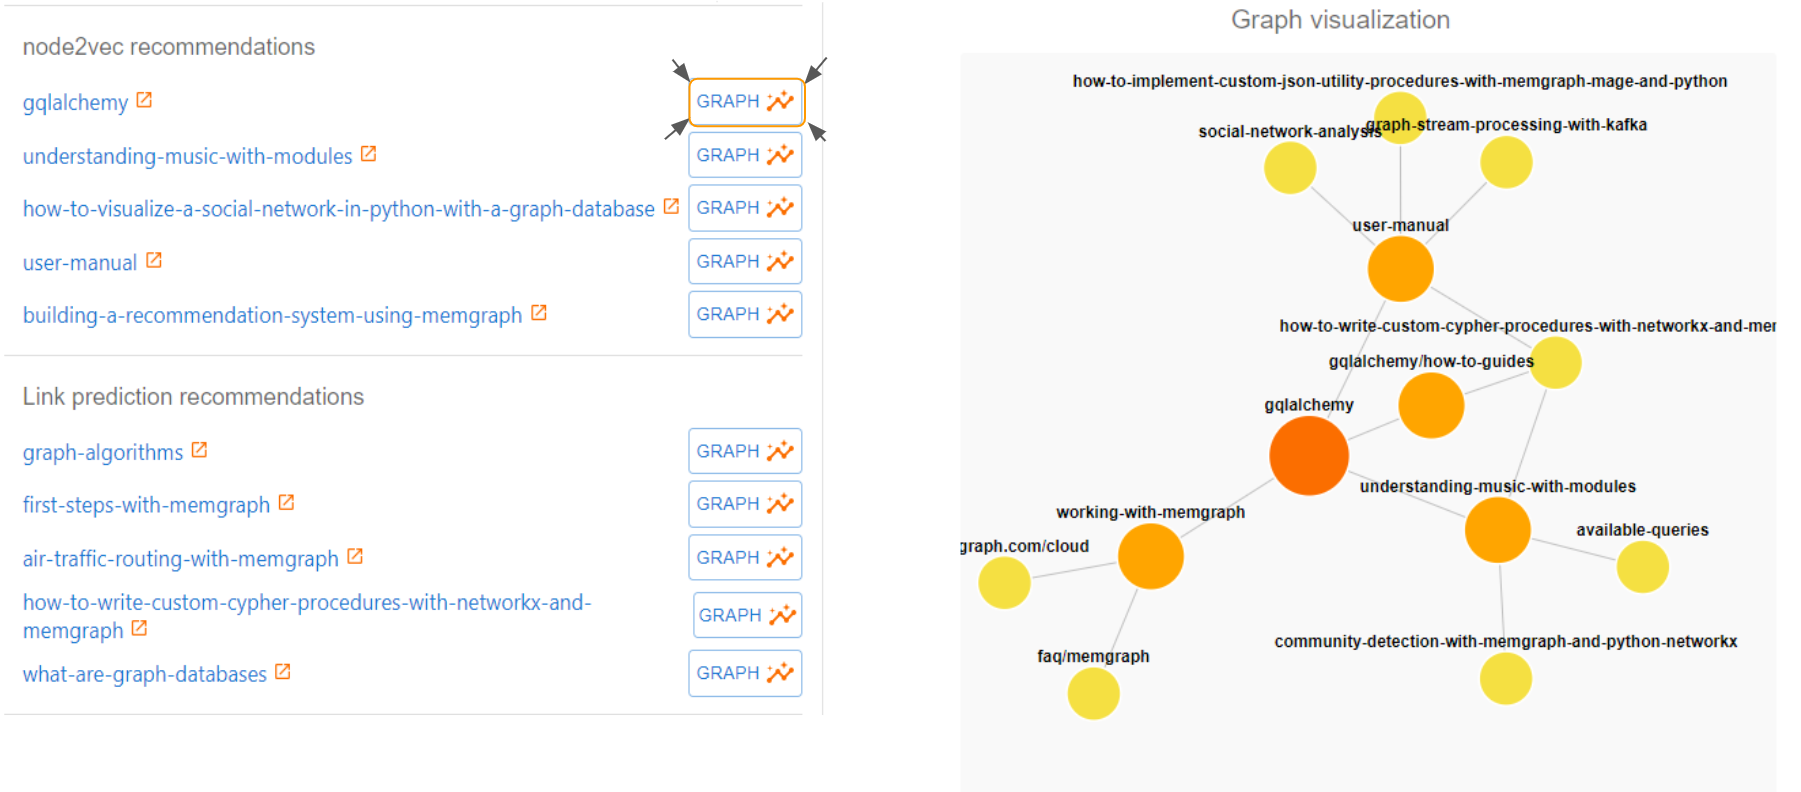 node2vec recommendations
gqlalchemy
GRAPH
understanding-music-with-modules
GRAPH
how-to-visualize-a-social-network-in-python-with-a-graph-database
GRAPH
user-manual
GRAPH
building-a-recommendation-system-using-memgraph
GRAPH
Link prediction recommendations
graph-algorithms
GRAPH
first-steps-with-memgraph
GRAPH
air-traffic-routing-with-memgraph
GRAPH
how-to-write-custom-cypher-procedures-with-networkx-and-
memgraph
GRAPH
what-are-graph-databases
GRAPH
Graph visualization
how-to-implement-custom-json-utility-procedures-with-memgraph-mage-and-python
social-network-analysis
graph-stream-processing-with-kafka
user-manual
how-to-write-custom-cypher-procedures-with-networkx-and-mer
gqlalchemy/how-to-guides
gqlalchemy
understanding-music-with-modules
working-with-memgraph
available-queries
graph.com/cloud
community-detection-with-memgraph-and-python-networkx
faq/memgraph